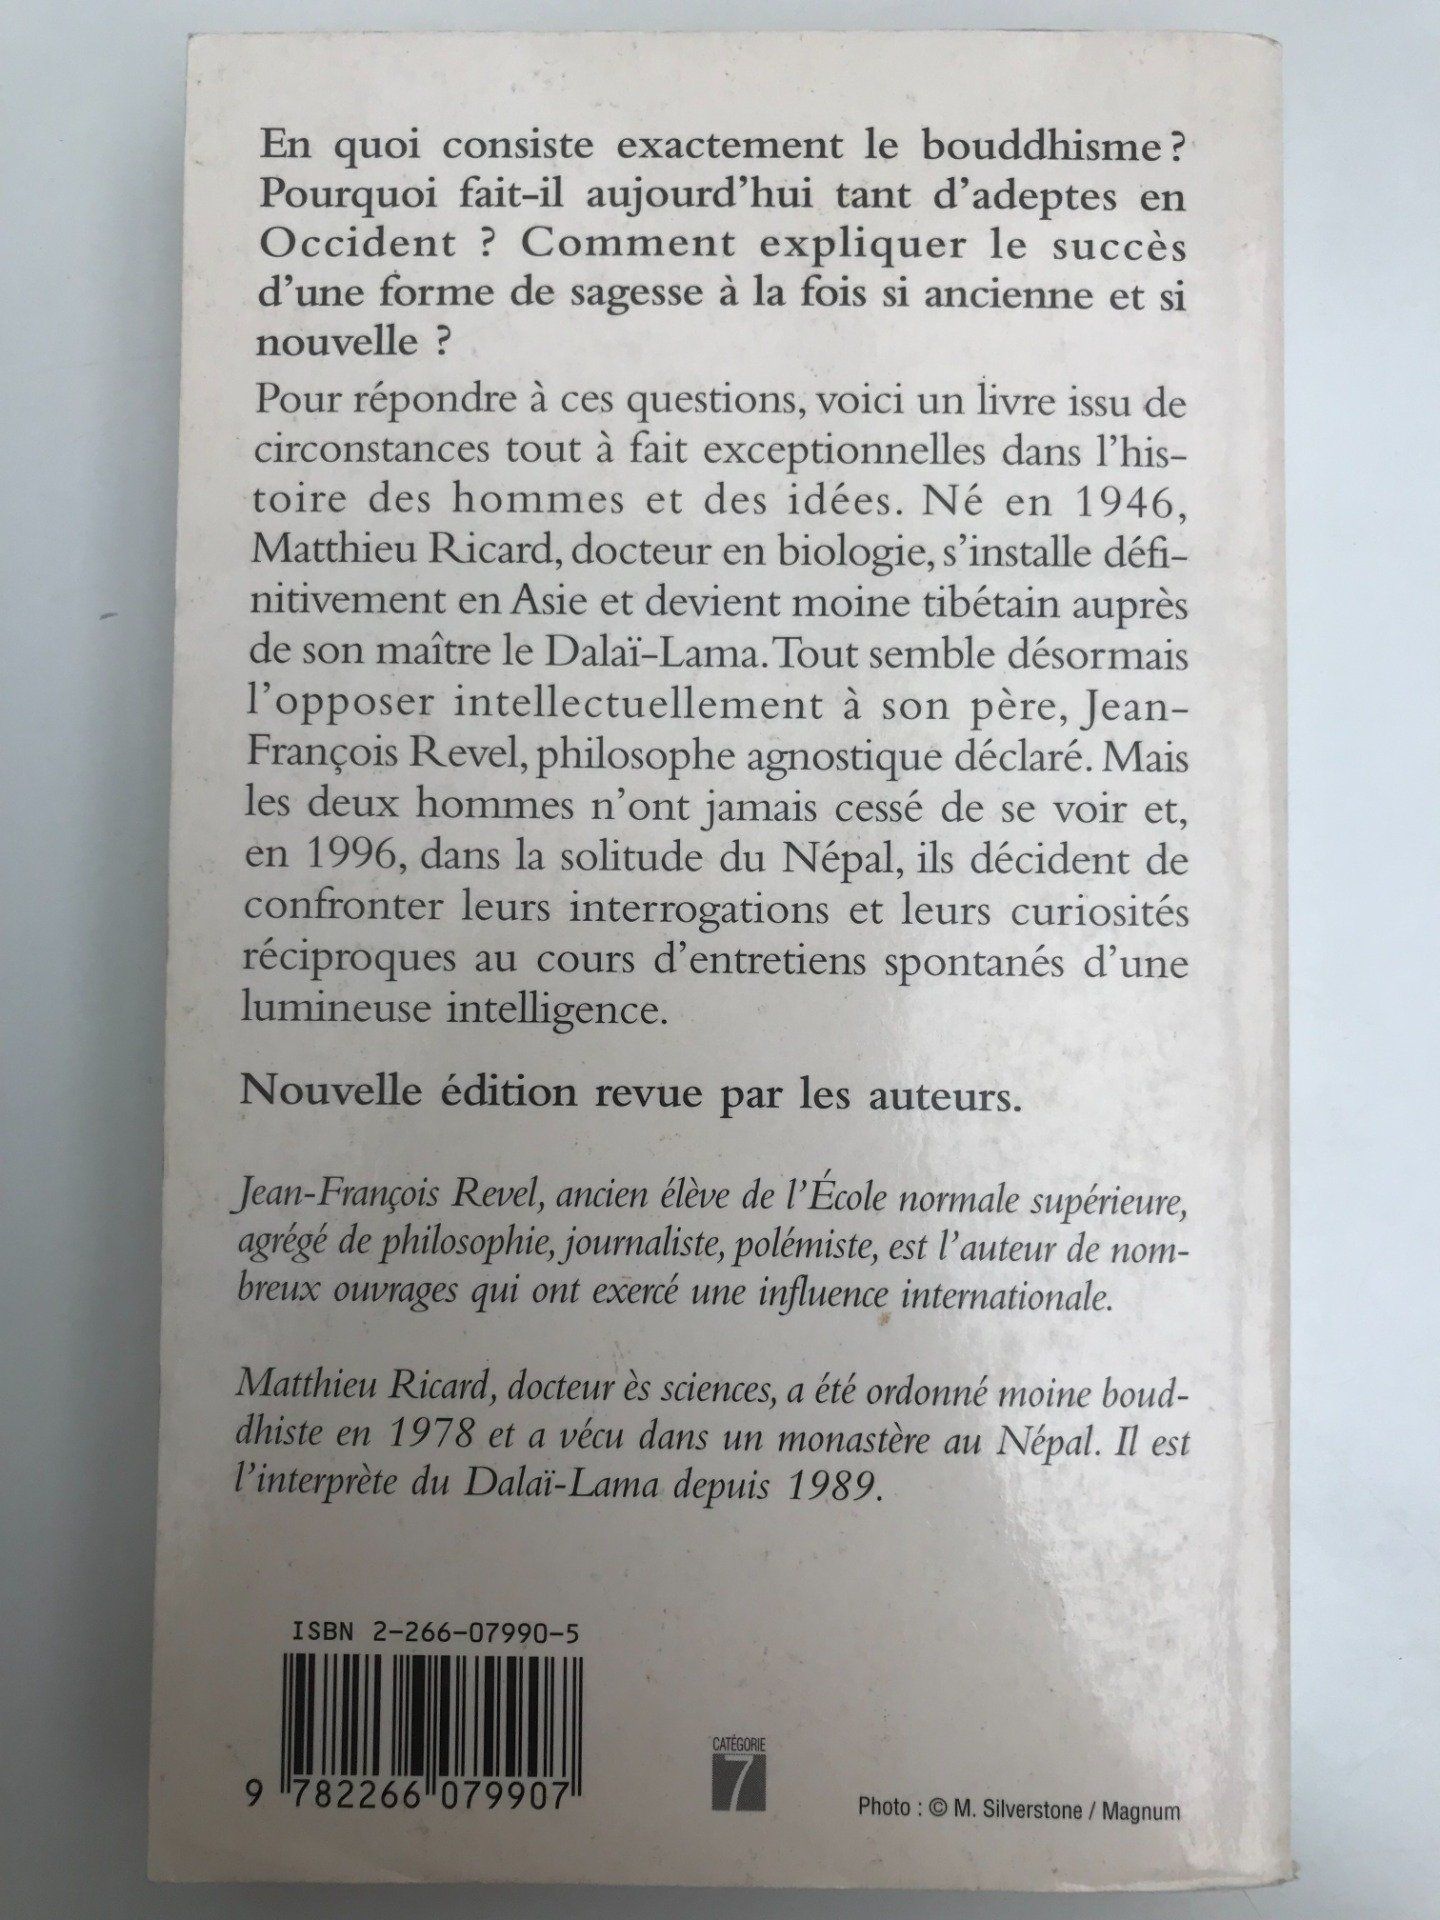 En quoi consiste exactement le bouddhisme ?
Pourquoi fait-il aujourd'hui tant d'adeptes en
Occident ? Comment expliquer le succès
d'une forme de sagesse à la fois si ancienne et si
nouvelle ?
Pour répondre à ces questions, voici un livre issu de
circonstances tout à fait exceptionnelles dans l'his-
toire des hommes et des idées. Né en 1946,
Matthieu Ricard, docteur en biologie, s'installe défi-
nitivement en Asie et devient moine tibétain auprès
de son maître le Dalaï-Lama. Tout semble désormais
l'opposer intellectuellement à son père, Jean-
François Revel, philosophe agnostique déclaré. Mais
les deux hommes n'ont jamais cessé de se voir et,
en 1996, dans la solitude du Népal, ils décident de
confronter leurs interrogations et leurs curiosités
réciproques au cours d'entretiens spontanés d'une
lumineuse intelligence.
Nouvelle édition revue par les auteurs.
Jean-François Revel, ancien élève de l'École normale supérieure,
agrégé de philosophie, journaliste, polémiste, est l'auteur de nom-
breux ouvrages qui ont exercé une influence internationale.
Matthieu Ricard, docteur ès sciences, a été ordonné moine boud-
dhiste en 1978 et a vécu dans un monastère au Népal. Il est
l'interprète du Dalaï-Lama depuis 1989.
ISBN 2-266-07990-5
9 782266 079907
CATÉGORIE
7
Photo : © M. Silverstone / Magnum